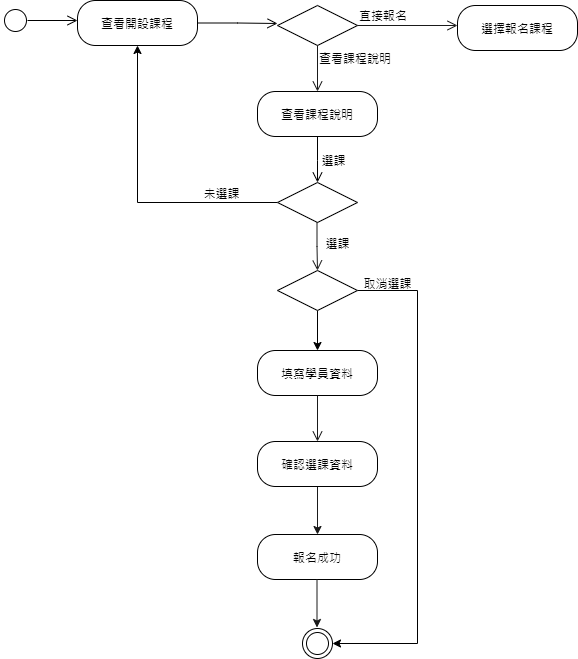 查看開設課程
直接報名
選擇報名課程
查看課程說明
查看課程說明
選課
未選課
選課
取消選課
填寫學員資料
確認選課資料
報名成功